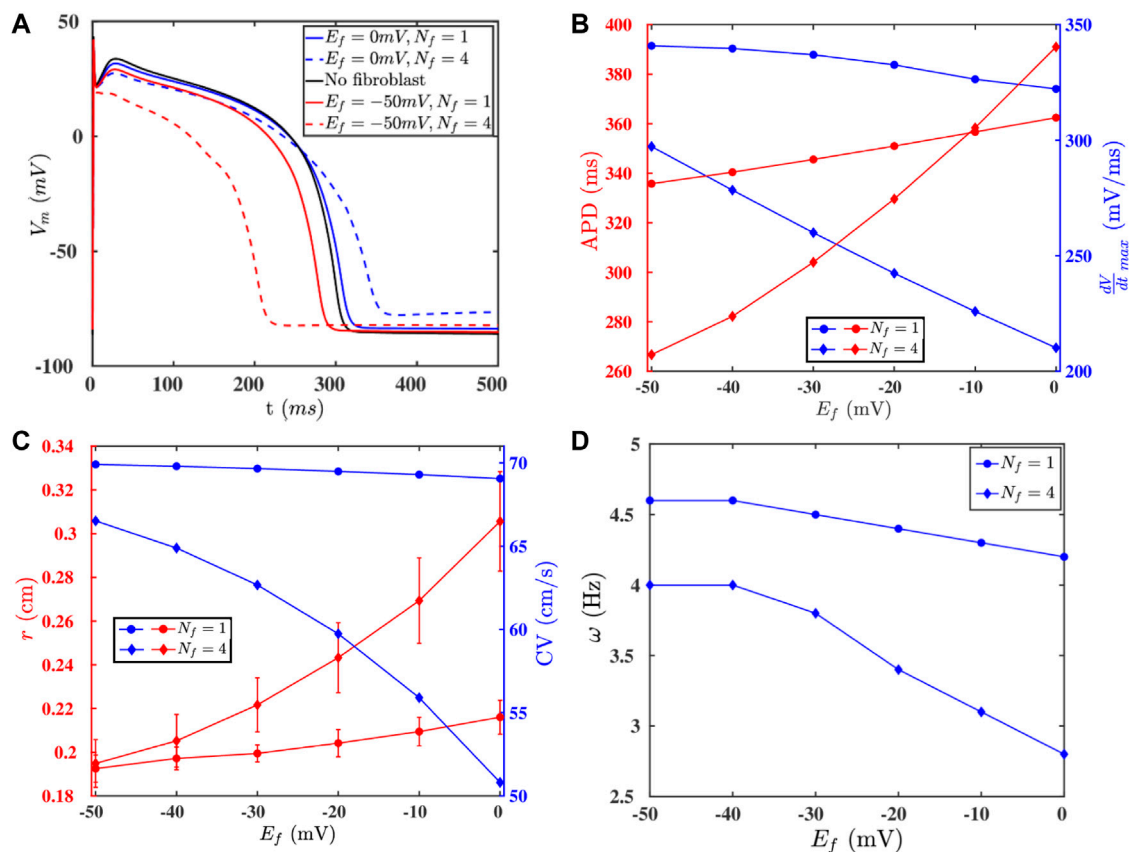 A
50
0
-50
-100
V_m (mV)
0
100
200
300
400
500
t (ms)
E_f = 0mV, N_f = 1
E_f = 0mV, N_f = 4
No fibroblast
E_f = −50mV, N_f = 1
E_f = −50mV, N_f = 4
B
400
380
360
340
320
300
280
260
APD (ms)
350
300
250
200
dV/dt max (mV/ms)
-50
-40
-30
-20
-10
0
E_f (mV)
N_f = 1
N_f = 4
C
0.34
0.32
0.3
0.28
0.26
0.24
0.22
0.2
0.18
r (cm)
70
65
60
55
50
CV (cm/s)
-50
-40
-30
-20
-10
0
E_f (mV)
N_f = 1
N_f = 4
D
5
4.5
4
3.5
3
2.5
ω (Hz)
-50
-40
-30
-20
-10
0
E_f (mV)
N_f = 1
N_f = 4